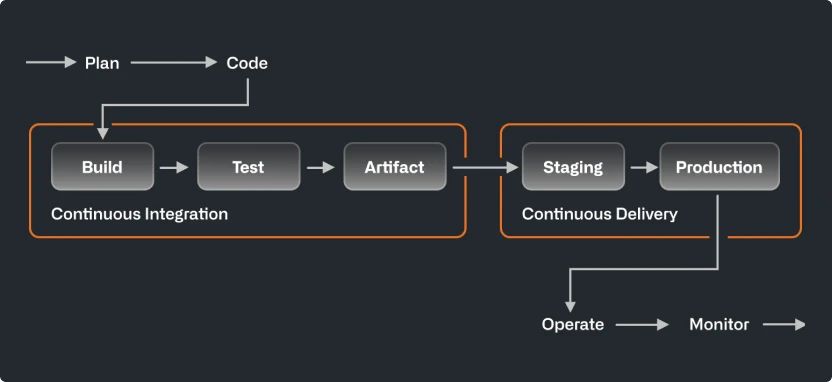 Plan
Code
Build
Test
Artifact
Continuous Integration
Staging
Production
Continuous Delivery
Operate
Monitor